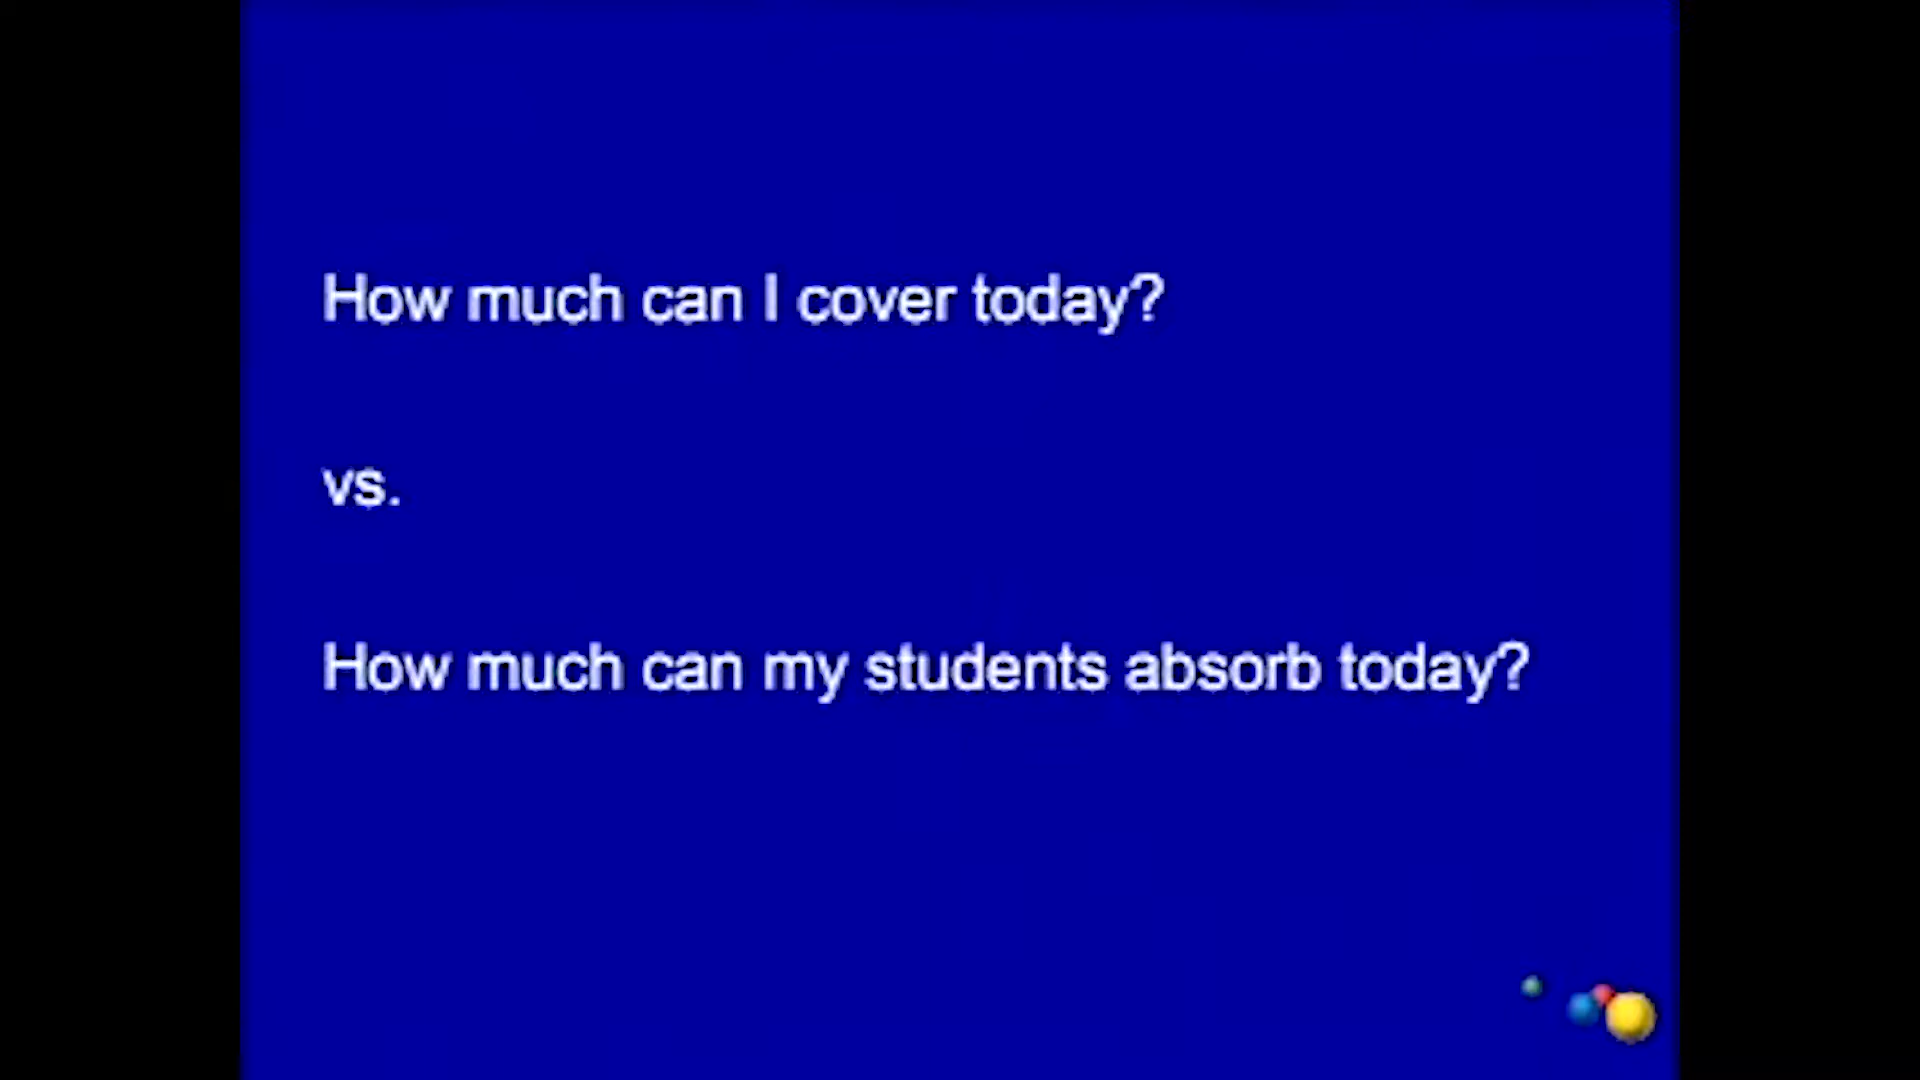 How much can I cover today?
vs.
How much can my students absorb today?